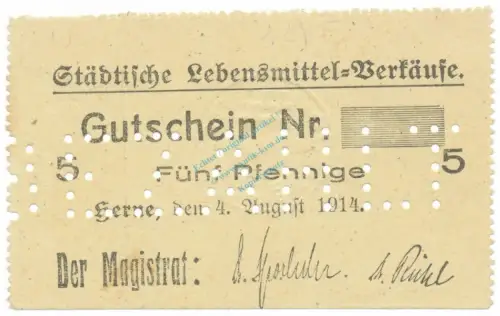 Städtische Lebensmittel=Verkäufe.
Gutschein Nr.
5 Fünf Pfennige 5
Herne, den 4. August 1914.
Der Magistrat: